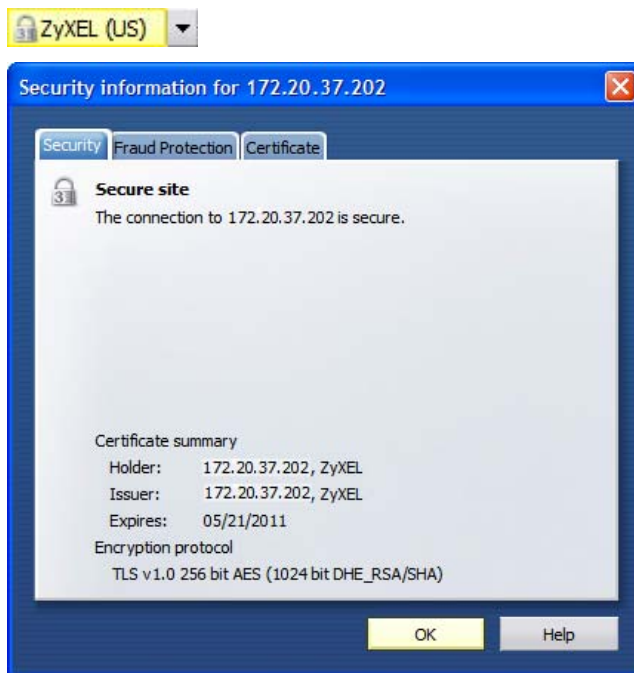 ZyXEL (US)
Security information for 172.20.37.202
Security Fraud Protection Certificate
3 Secure site
The connection to 172.20.37.202 is secure.
Certificate summary
Holder: 172.20.37.202, ZyXEL
Issuer: 172.20.37.202, ZyXEL
Expires: 05/21/2011
Encryption protocol
TLS v1.0 256 bit AES (1024 bit DHE_RSA/SHA)
OK Help